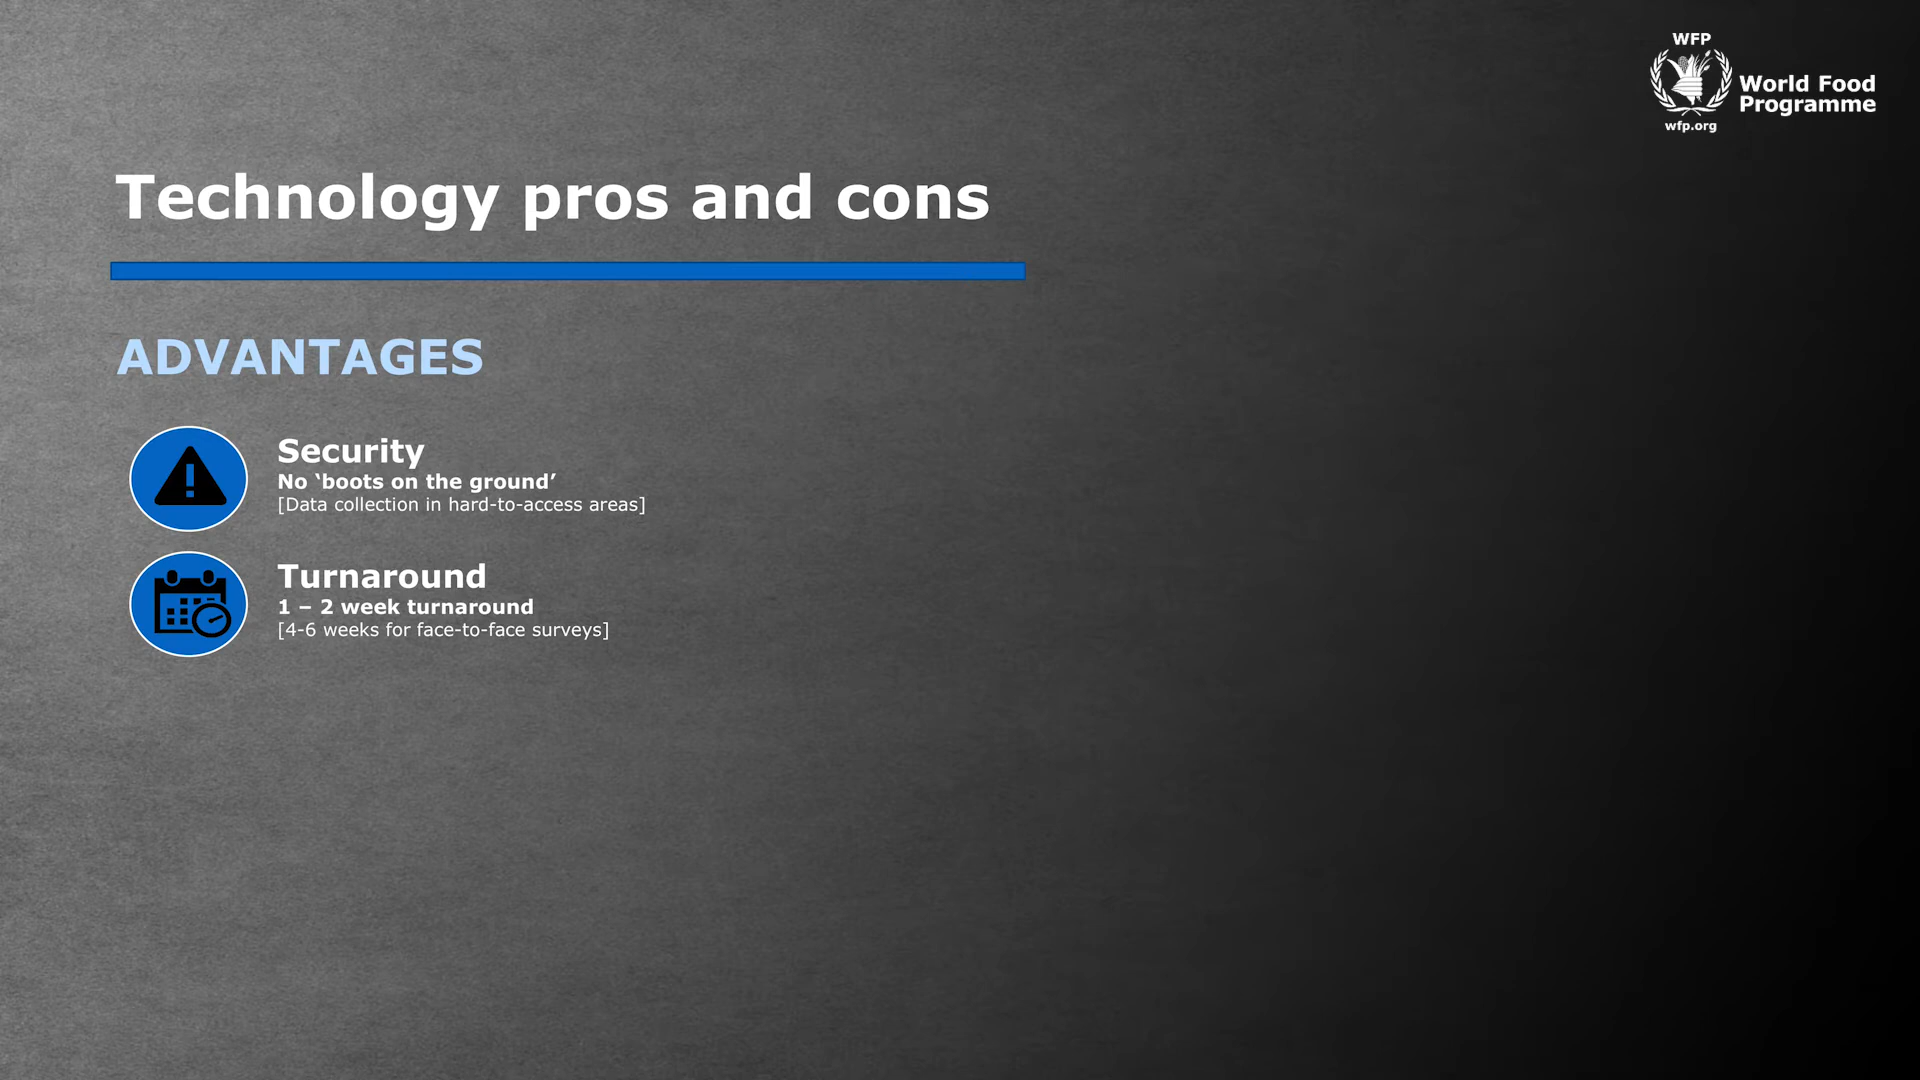 WFP
World Food
Programme
wfp.org
Technology pros and cons
ADVANTAGES
Security
No ‘boots on the ground’
[Data collection in hard-to-access areas]
Turnaround
1 – 2 week turnaround
[4-6 weeks for face-to-face surveys]